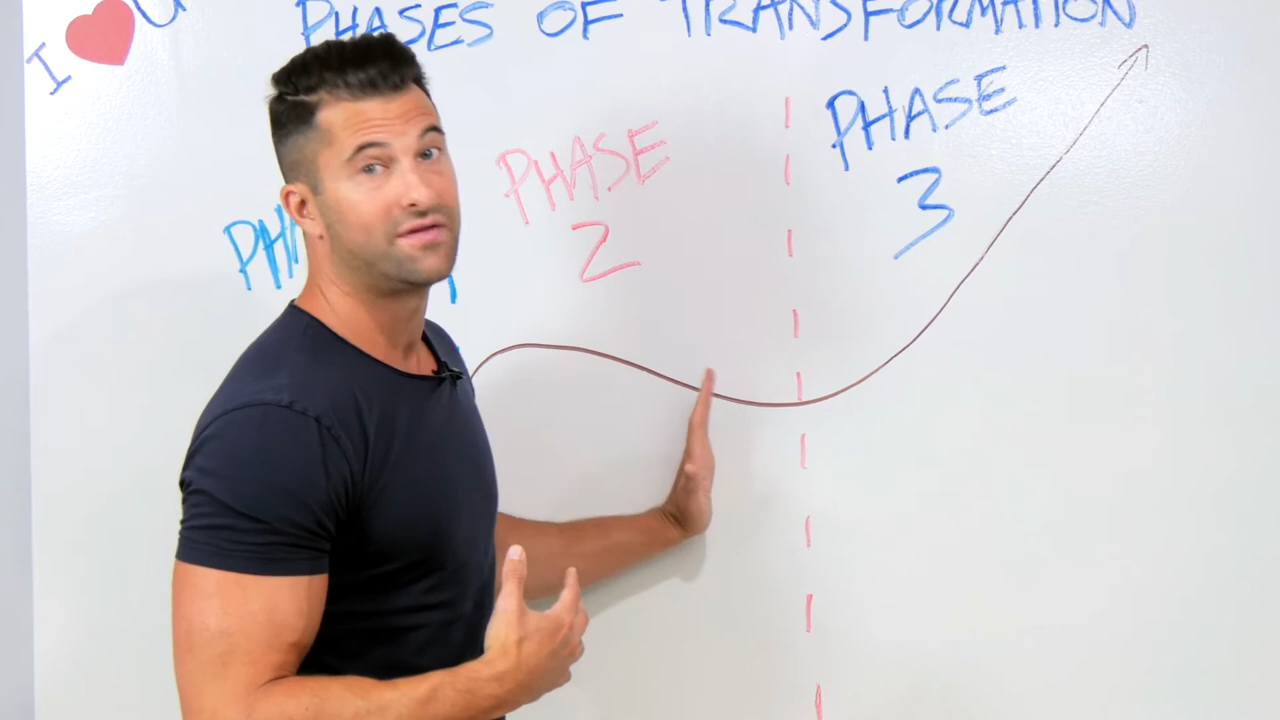 I ❤ U
PHASES OF TRANSFORMATION
PHASE
2
PHASE
3